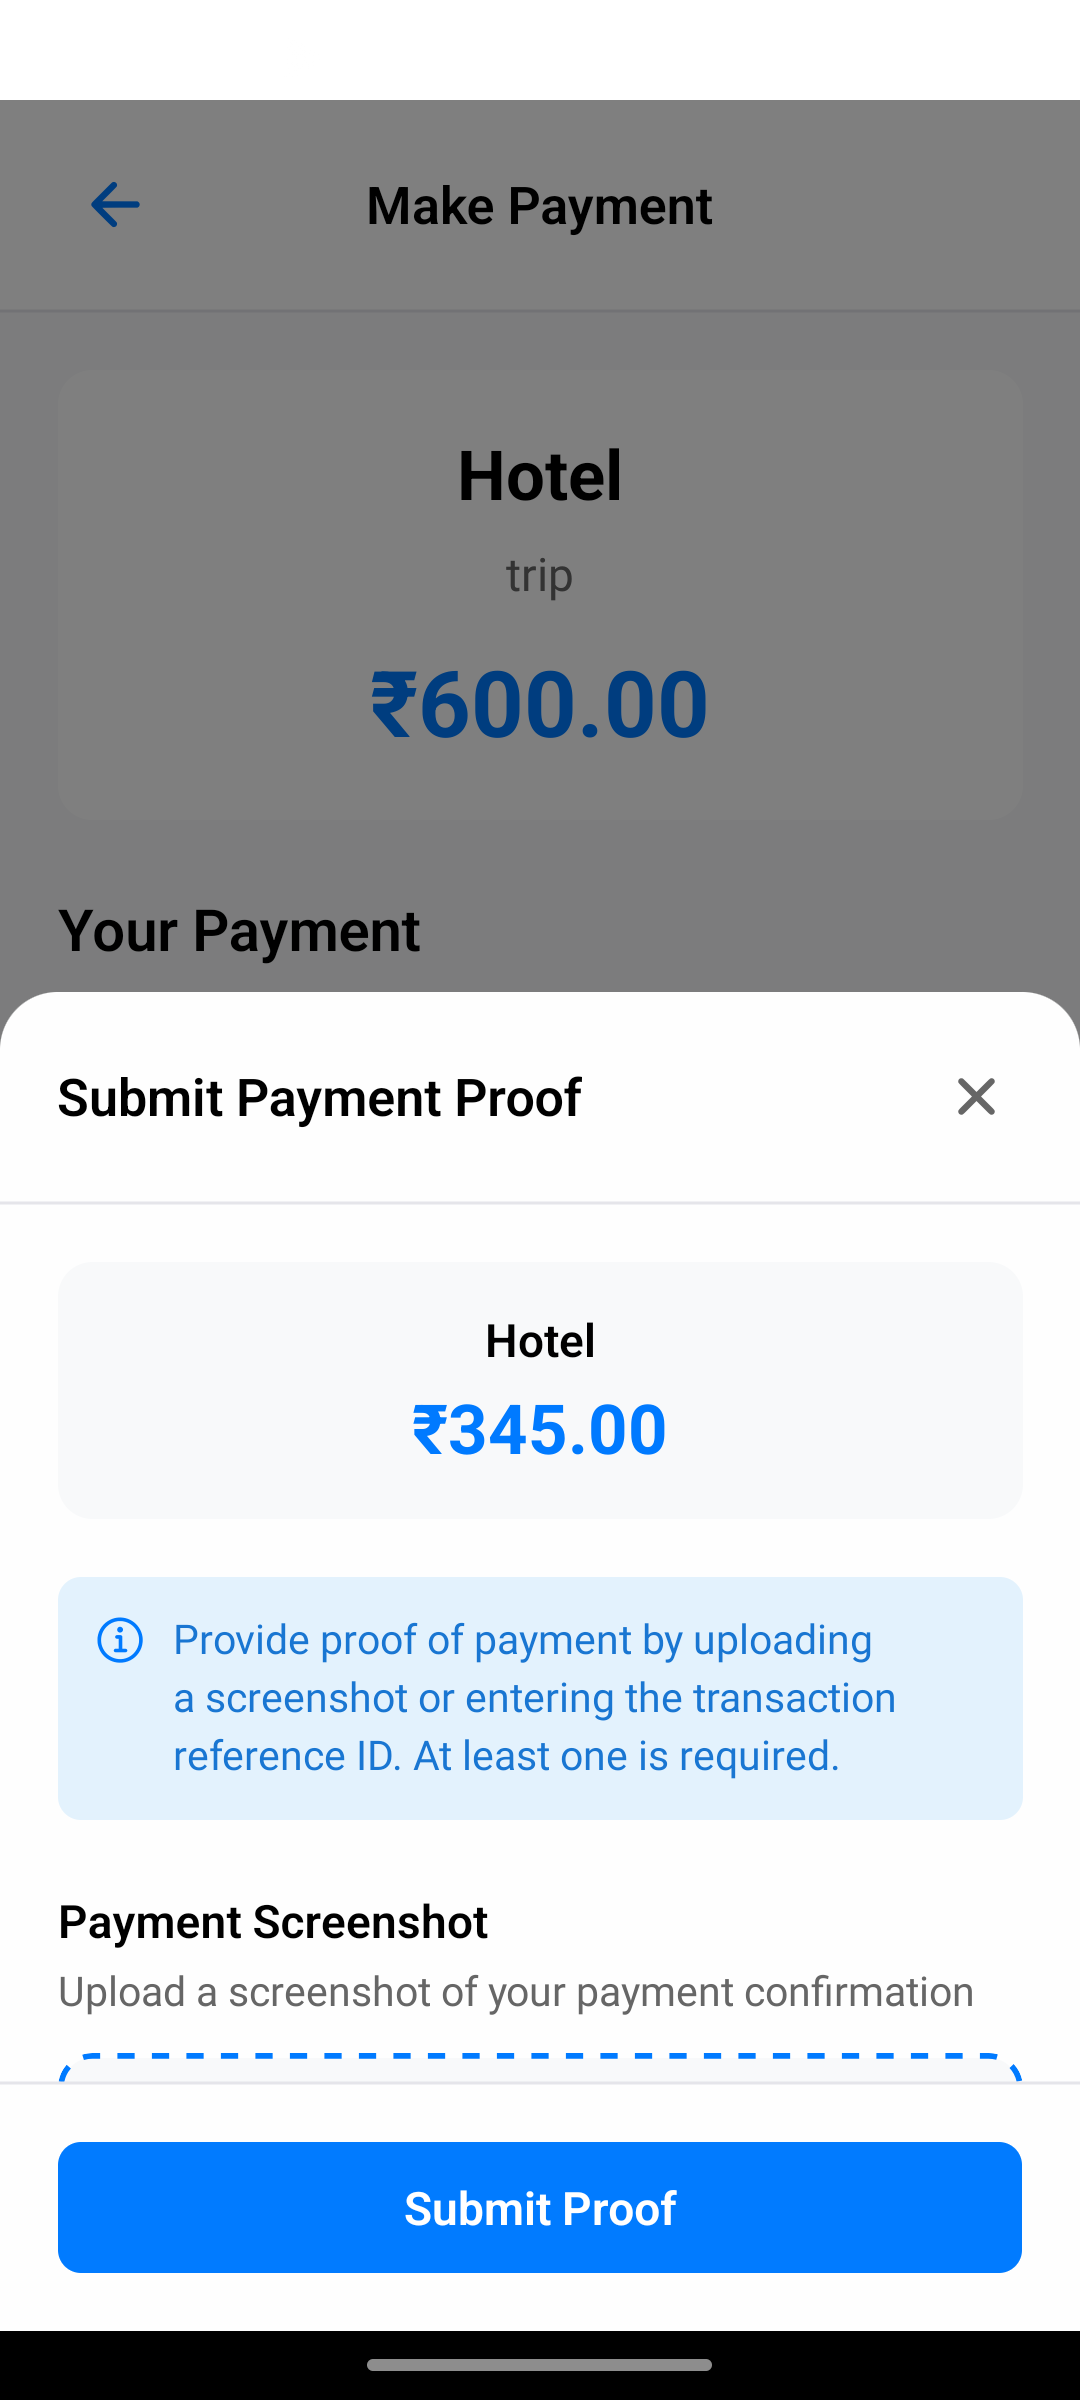 Make Payment
Hotel
trip
₹600.00
Your Payment
Submit Payment Proof
Hotel
₹345.00
Provide proof of payment by uploading
a screenshot or entering the transaction
reference ID. At least one is required.
Payment Screenshot
Upload a screenshot of your payment confirmation
Submit Proof